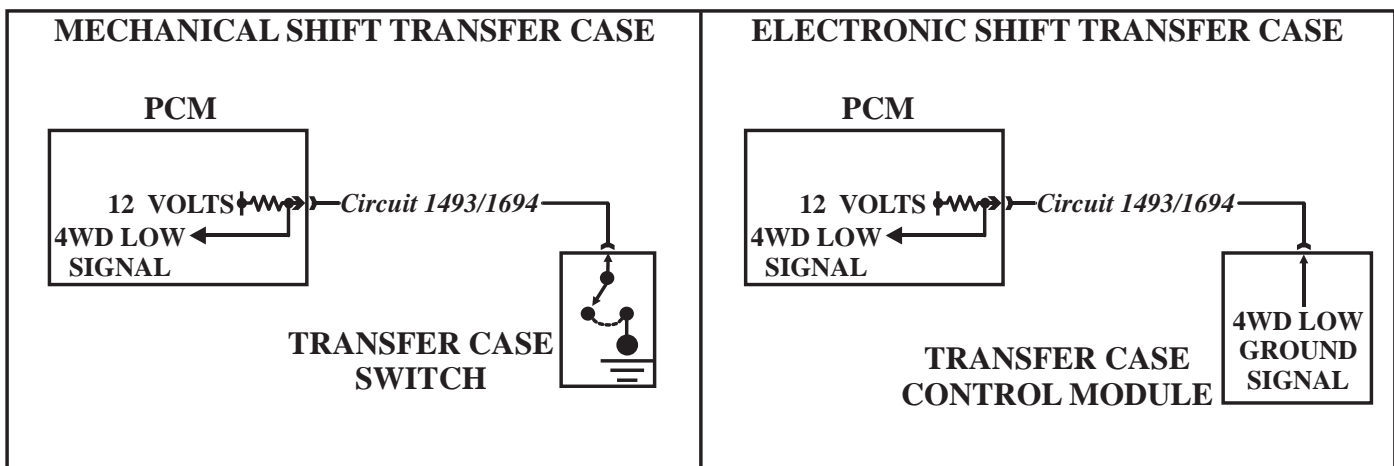 MECHANICAL SHIFT TRANSFER CASE
PCM
12 VOLTS
Circuit 1493/1694
4WD LOW
SIGNAL
TRANSFER CASE
SWITCH
ELECTRONIC SHIFT TRANSFER CASE
PCM
12 VOLTS
Circuit 1493/1694
4WD LOW
SIGNAL
4WD LOW
GROUND
SIGNAL
TRANSFER CASE
CONTROL MODULE